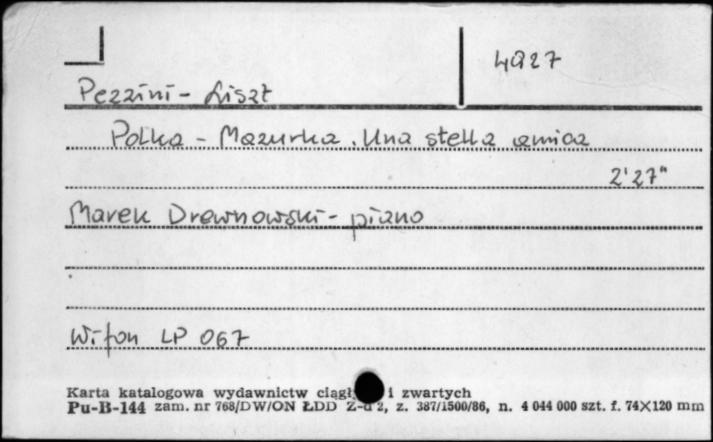 4927
Pezzini - Liszt
Polka - Mazurka. Una stella amica
2'27"
Marek Drewnowski - piano
Wifon LP 067
Karta katalogowa wydawnictw ciągł i zwartych
Pu-B-144 zam. nr 768/DW/ON ŁDD Z-d 2, z. 387/1500/86, n. 4 044 000 szt. f. 74X120 mm